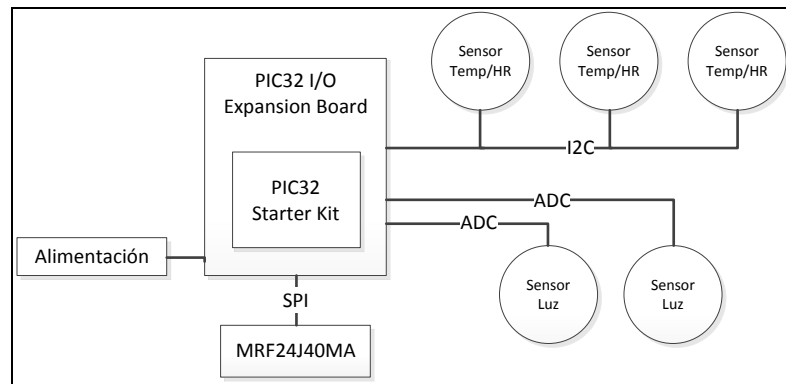 Sensor
Temp/HR
Sensor
Temp/HR
Sensor
Temp/HR
PIC32 I/O
Expansion Board
I2C
PIC32
Starter Kit
ADC
ADC
Alimentación
Sensor
Luz
Sensor
Luz
SPI
MRF24J40MA